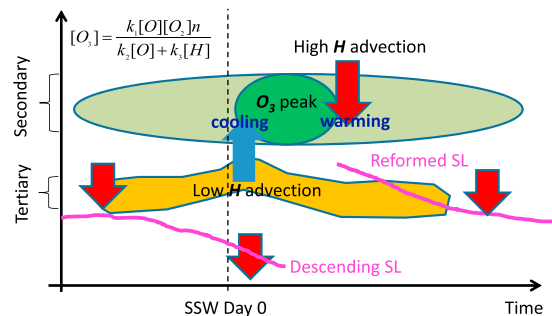 [O₃] = k₁[O][O₂]n / k₂[O] + k₃[H]
High H advection
Secondary
O₃ peak
cooling
warming
Reformed SL
Tertiary
Low H advection
Descending SL
SSW Day 0
Time